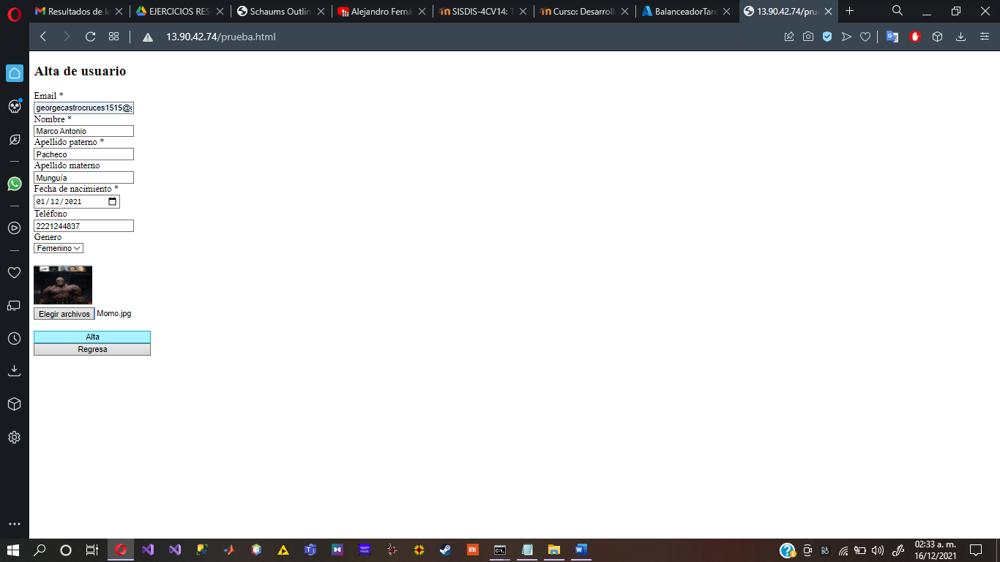 Resultados de la
EJERCICIOS RES
Schaums Outlin
Alejandro Ferná
SISDIS-4CV14: T
Curso: Desarroll
BalanceadorTare
13.90.42.74/pru
13.90.42.74/prueba.html
Alta de usuario
Email *
georgecastrocruces1515@g
Nombre *
Marco Antonio
Apellido paterno *
Pacheco
Apellido materno
Munguía
Fecha de nacimiento *
01/12/2021
Teléfono
2221244837
Genero
Femenino
Elegir archivos Momo.jpg
Alta
Regresa
02:33 a. m.
16/12/2021